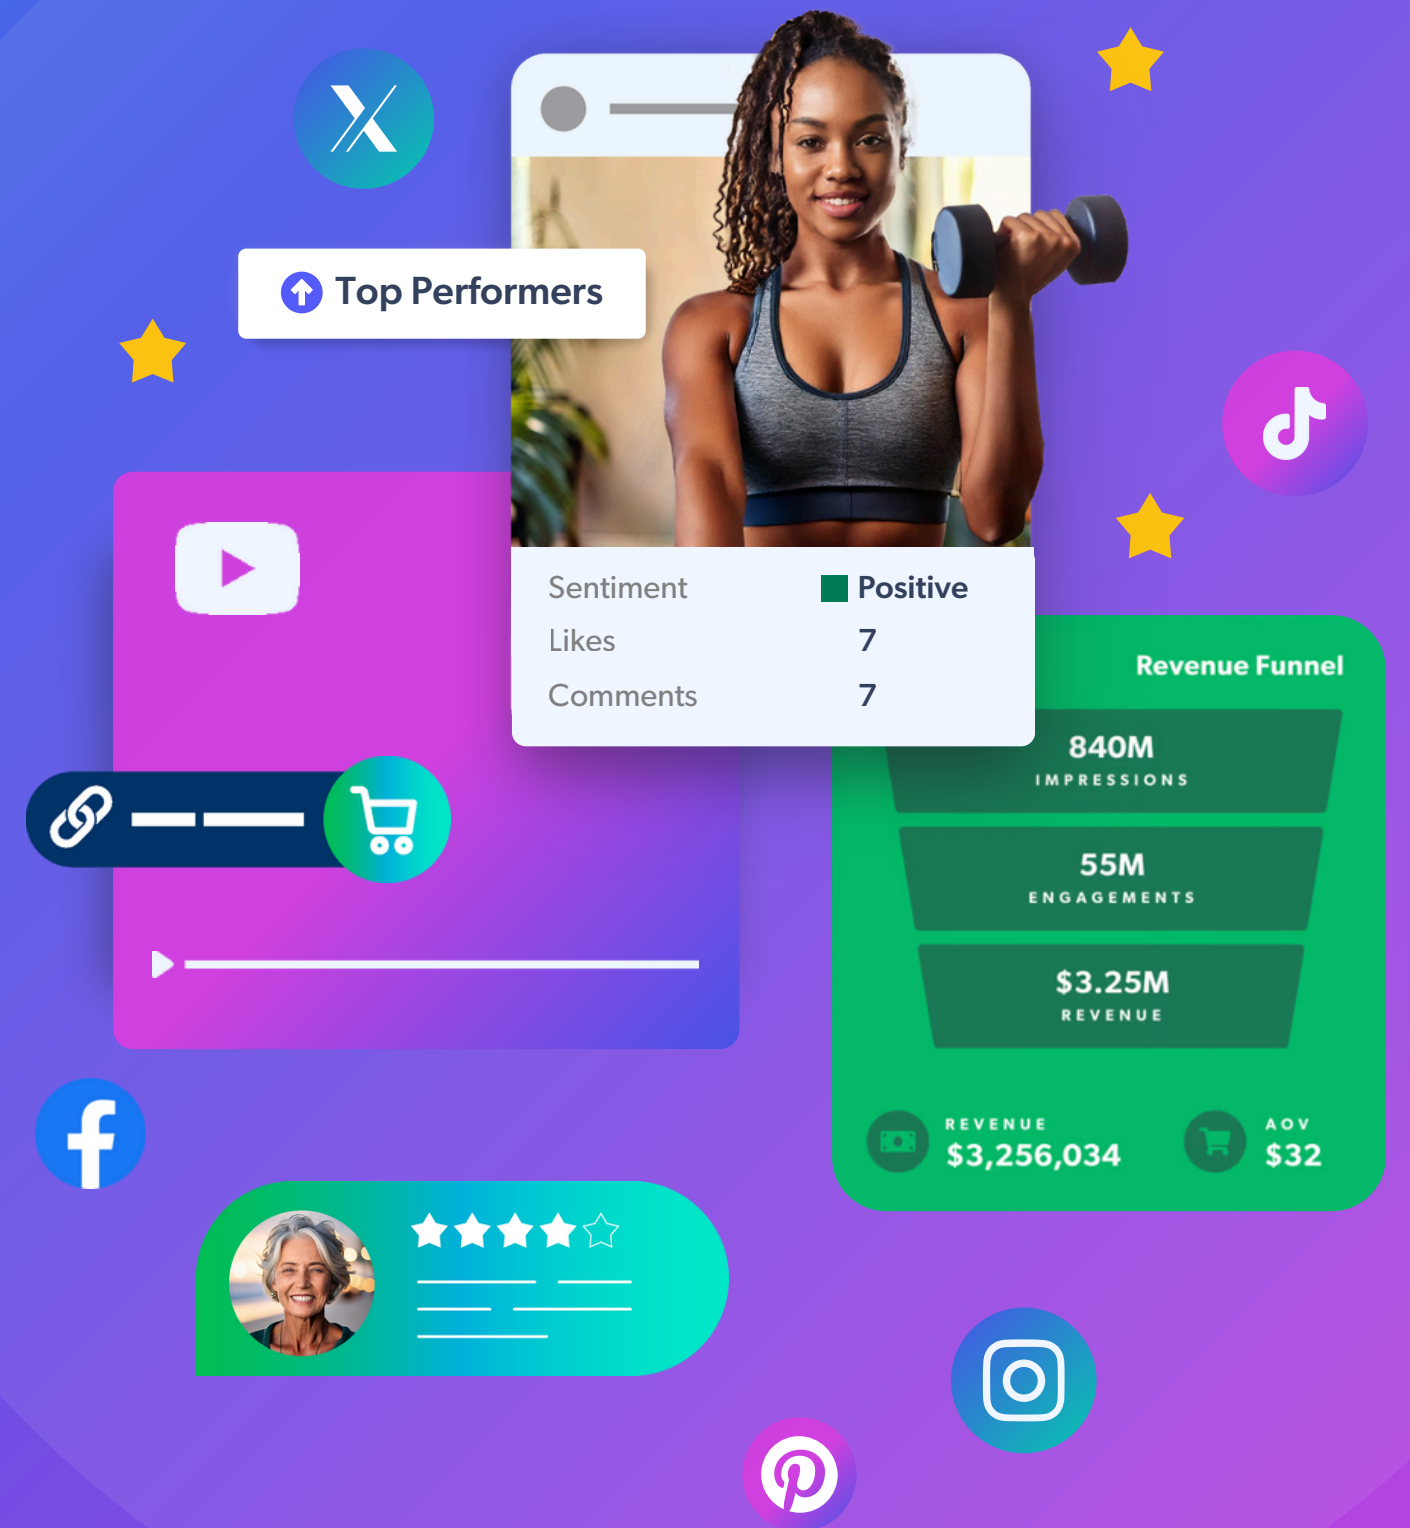 Top Performers
Sentiment Positive
Likes 7
Comments 7
Revenue Funnel
840M
IMPRESSIONS
55M
ENGAGEMENTS
$3.25M
REVENUE
REVENUE
$3,256,034
AOV
$32